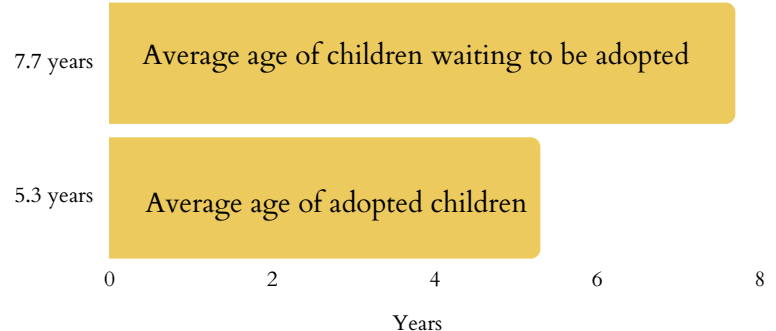 7.7 years
Average age of children waiting to be adopted
5.3 years
Average age of adopted children
0 2 4 6 8
Years